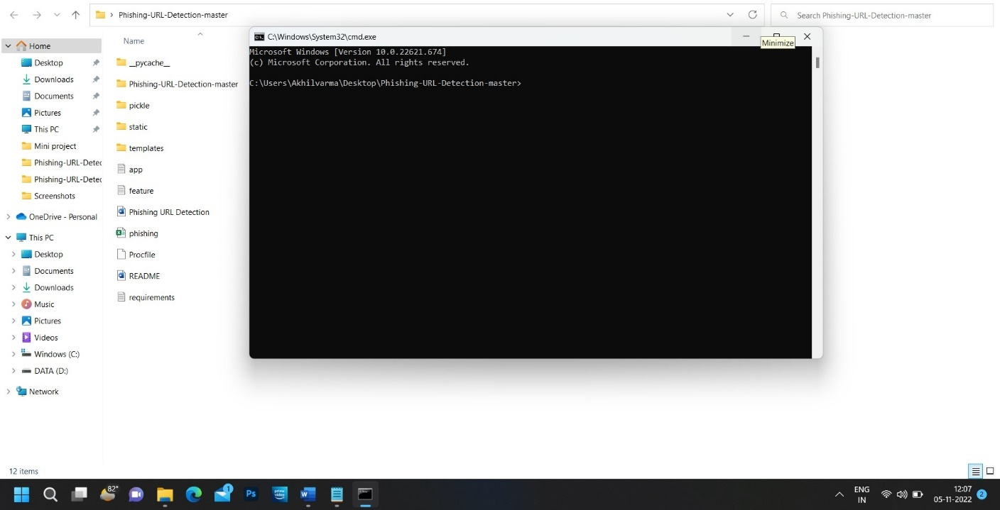 Phishing-URL-Detection-master
Search Phishing-URL-Detection-master
C:\Windows\System32\cmd.exe
Minimize
Microsoft Windows [Version 10.0.22621.674]
(c) Microsoft Corporation. All rights reserved.
C:\Users\Akhilvarma\Desktop\Phishing-URL-Detection-master>
Home
Desktop
Downloads
Documents
Pictures
This PC
Mini project
Phishing-URL-Detec
Phishing-URL-Detec
Screenshots
OneDrive - Personal
This PC
Desktop
Documents
Downloads
Music
Pictures
Videos
Windows (C:)
DATA (D:)
Network
Name
__pycache__
Phishing-URL-Detection-master
pickle
static
templates
app
feature
Phishing URL Detection
phishing
Procfile
README
requirements
12 items
82°
1
Ps
prime video
W
ENG
IN
12:07
05-11-2022
2